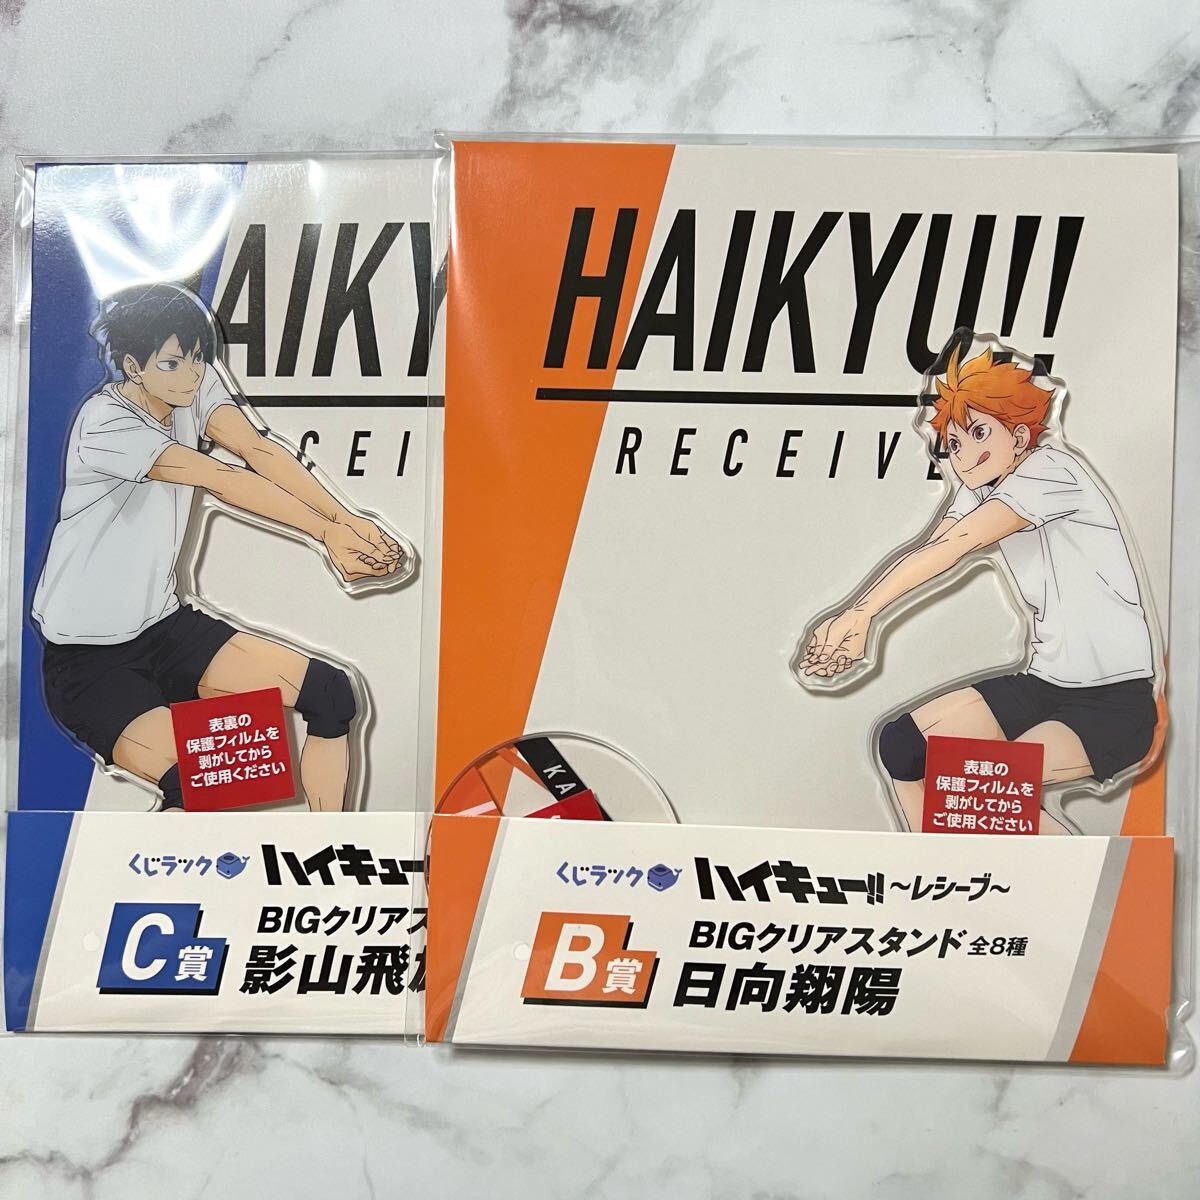 AIKY
RECEI
表裏の
保護フィルムを
剥がしてから
ご使用ください
くじラック
ハイキュー
BIGクリアス
C賞
影山飛
HAIKYU!!
RECEIVE
KA
表裏の
保護フィルムを
剥がしてから
ご使用ください
くじラック
ハイキュー!! ～レシーブ～
BIGクリアスタンド 全8種
B賞
日向翔陽